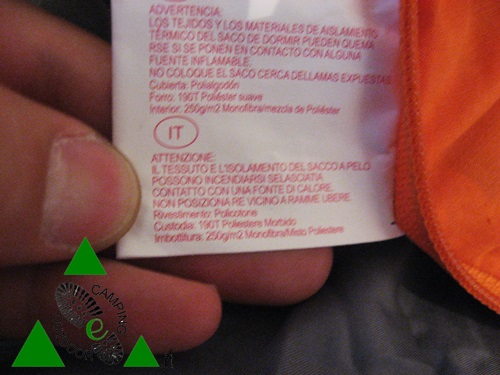 ADVERTENCIA:
LOS TEJIDOS Y LOS MATERIALES DE AISLAMIENTO
TÉRMICO DEL SACO DE DORMIR PUEDEN QUEMA
RSE SI SE PONEN EN CONTACTO CON ALGUNA
FUENTE INFLAMABLE.
NO COLOQUE EL SACO CERCA DELLAMAS EXPUESTAS
Cubierta: Polialgodón
Forro: 190T Poliéster suave
Interior: 250g/m2 Monofibra/mezcla de Poliéster
IT
ATTENZIONE:
IL TESSUTO E L'ISOLAMENTO DEL SACCO A PELO
POSSONO INCENDIARSI SELASCIATIA
CONTATTO CON UNA FONTE DI CALORE.
NON POSIZIONA RE VICINO A RAMME UBERE.
Rivestimento: Policotone
Custodia: 190T Poliestere Morbido
Imbottitura: 250g/m2 Monofibra/Misto Poliestere
CAMPING
e